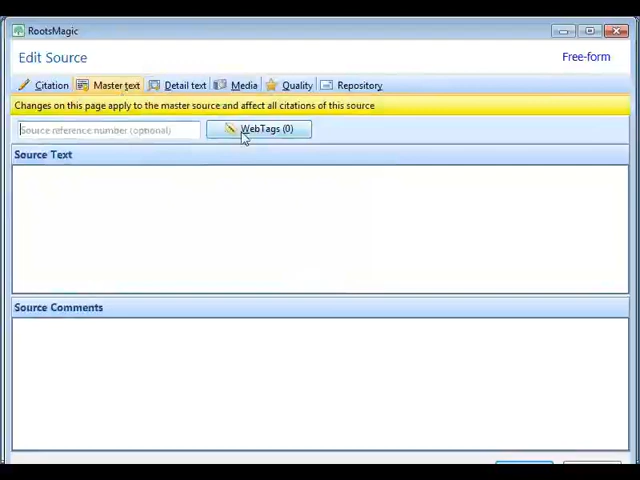 RootsMagic
Edit Source
Free-form
Citation Master text Detail text Media Quality Repository
Changes on this page apply to the master source and affect all citations of this source
Source reference number (optional) WebTags (0)
Source Text
Source Comments